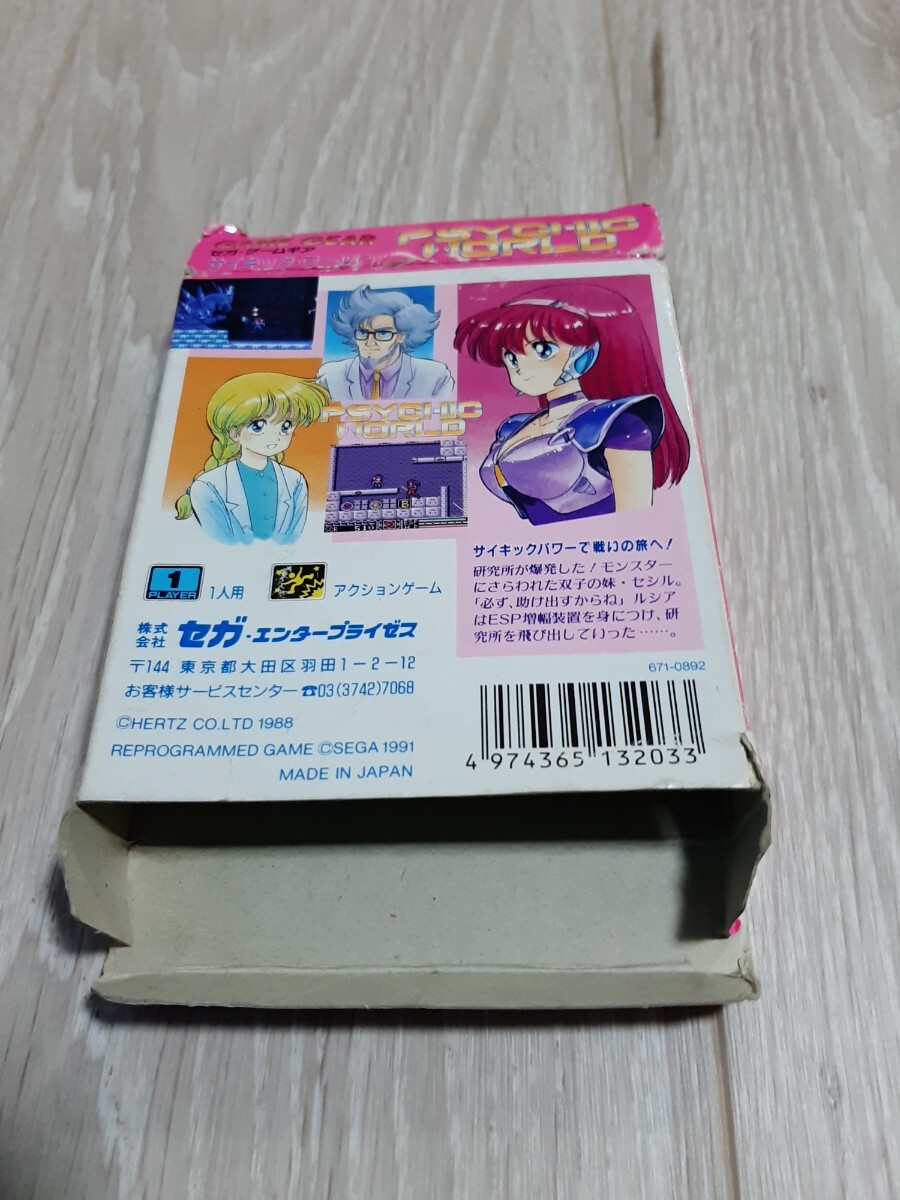 GAME GEAR
セガ・ゲームギア
サイキック・ワールド
PSYCHIC
WORLD
PSYCHIC
WORLD
サイキックパワーで戦いの旅へ!
研究所が爆発した!モンスター
にさらわれた双子の妹・セシル。
「必ず、助け出すからね」ルシア
はESP増幅装置を身につけ、研
究所を飛び出していった……。
1
PLAYER
1人用
アクションゲーム
株式
会社
セガ・エンタープライゼス
〒144 東京都大田区羽田1-2-12
お客様サービスセンター ☎03(3742)7068
671-0892
©HERTZ CO.LTD 1988
REPROGRAMMED GAME ©SEGA 1991
MADE IN JAPAN
4 974365 132033